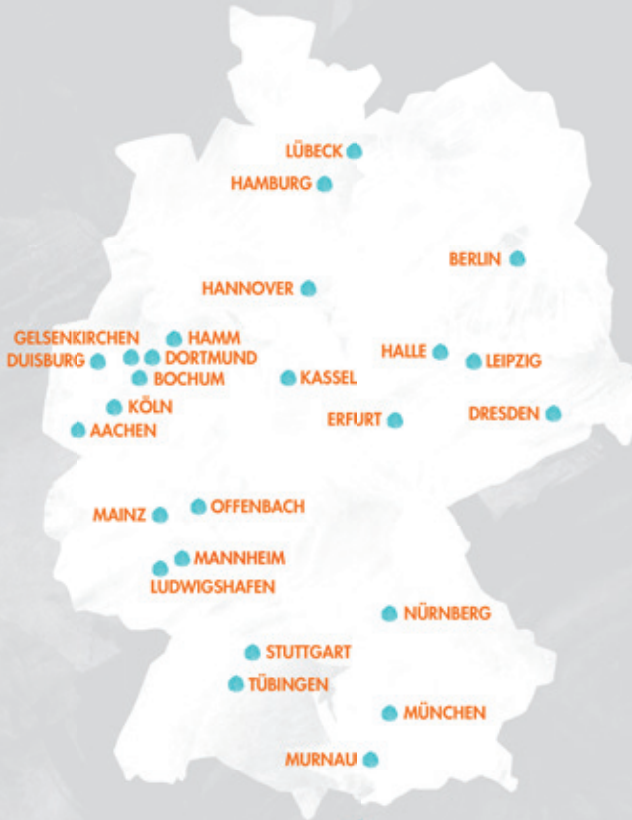 LÜBECK
HAMBURG
BERLIN
HANNOVER
GELSENKIRCHEN
HAMM
DUISBURG
DORTMUND
HALLE
LEIPZIG
BOCHUM
KASSEL
KÖLN
ERFURT
DRESDEN
AACHEN
MAINZ
OFFENBACH
MANNHEIM
LUDWIGSHAFEN
NÜRNBERG
STUTTGART
TÜBINGEN
MÜNCHEN
MURNAU